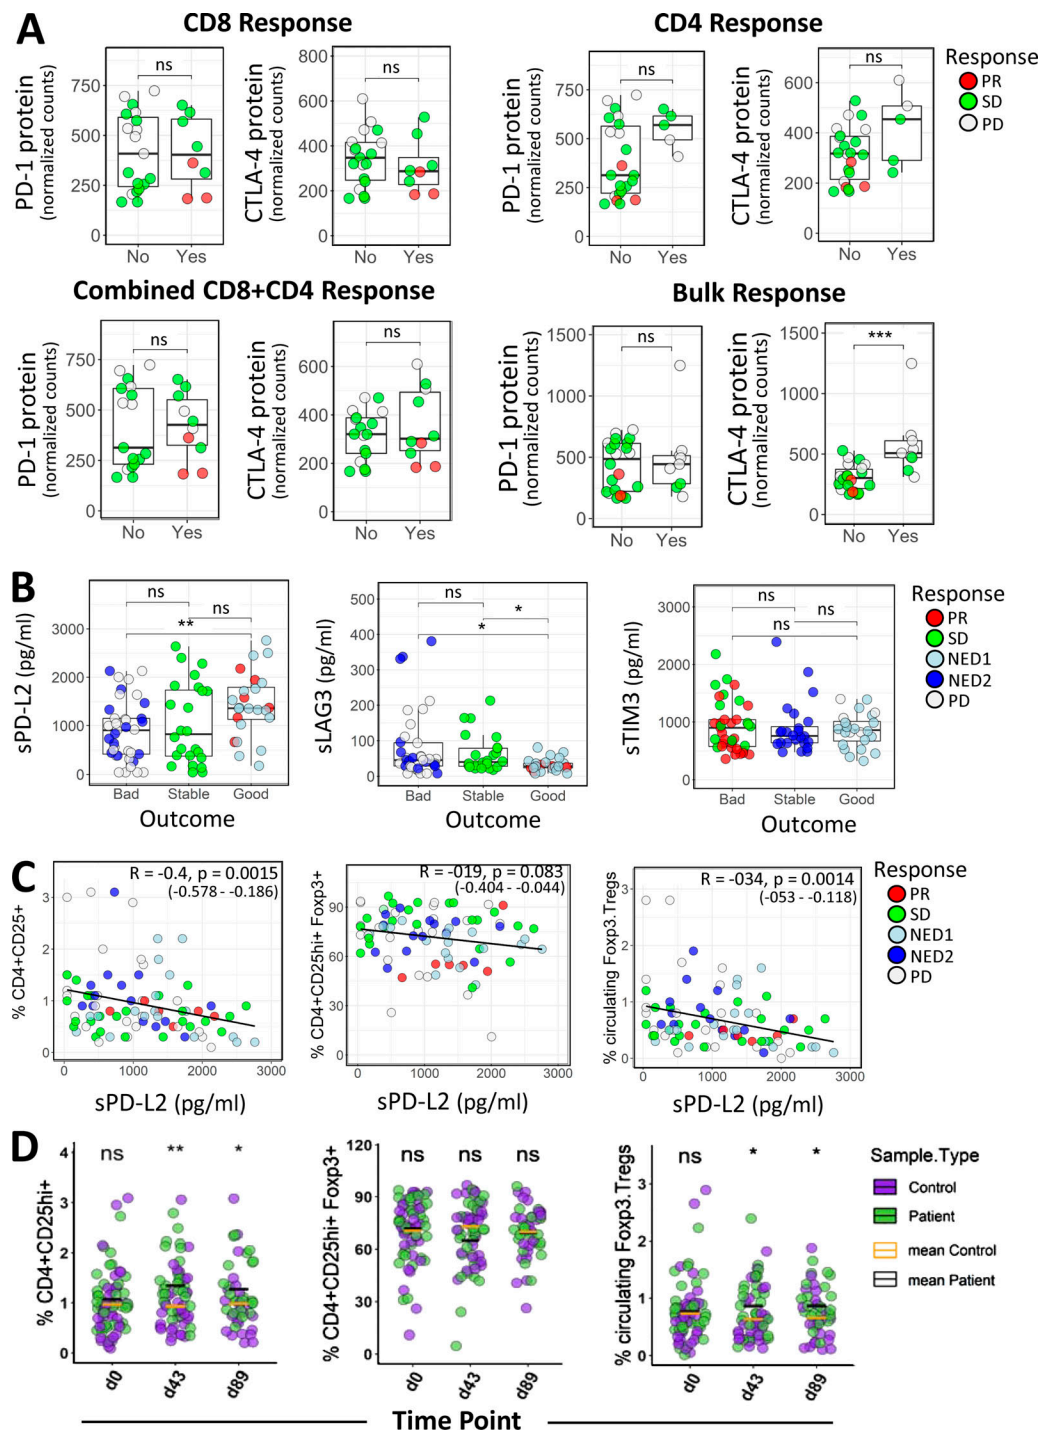 A
CD8 Response
CD4 Response
PD-1 protein
(normalized counts)
750
500
250
0
ns
No Yes
CTLA-4 protein
(normalized counts)
800
600
400
200
0
ns
No Yes
PD-1 protein
(normalized counts)
750
500
250
0
ns
No Yes
CTLA-4 protein
(normalized counts)
600
400
200
0
ns
No Yes
Response
PR
SD
PD
Combined CD8+CD4 Response
Bulk Response
PD-1 protein
(normalized counts)
750
500
250
0
ns
No Yes
CTLA-4 protein
(normalized counts)
600
400
200
0
ns
No Yes
PD-1 protein
(normalized counts)
1500
1000
500
0
ns
No Yes
CTLA-4 protein
(normalized counts)
1500
1000
500
0
***
No Yes
B
sPD-L2 (pg/ml)
3000
2000
1000
0
ns
ns
**
Bad Stable Good
Outcome
sLAG3 (pg/ml)
500
400
300
200
100
0
ns
*
*
Bad Stable Good
Outcome
sTIM3 (pg/ml)
3000
2000
1000
0
ns
ns
ns
Bad Stable Good
Outcome
Response
PR
SD
NED1
NED2
PD
C
% CD4+CD25+
3
2
1
0
R = -0.4, p = 0.0015
(-0.578 - -0.186)
0 1000 2000 3000
sPD-L2 (pg/ml)
% CD4+CD25hi+ Foxp3+
120
90
60
30
0
R = -019, p = 0.083
(-0.404 - -0.044)
0 1000 2000 3000
sPD-L2 (pg/ml)
% circulating Foxp3.Tregs
3
2
1
0
R = -034, p = 0.0014
(-053 - -0.118)
0 1000 2000 3000
sPD-L2 (pg/ml)
Response
PR
SD
NED1
NED2
PD
D
% CD4+CD25hi+
4
3
2
1
0
ns ** *
d0 d43 d89
% CD4+CD25hi+ Foxp3+
120
90
60
30
0
ns ns ns
d0 d43 d89
% circulating Foxp3.Tregs
3
2
1
0
ns * *
d0 d43 d89
Sample.Type
Control
Patient
mean Control
mean Patient
Time Point